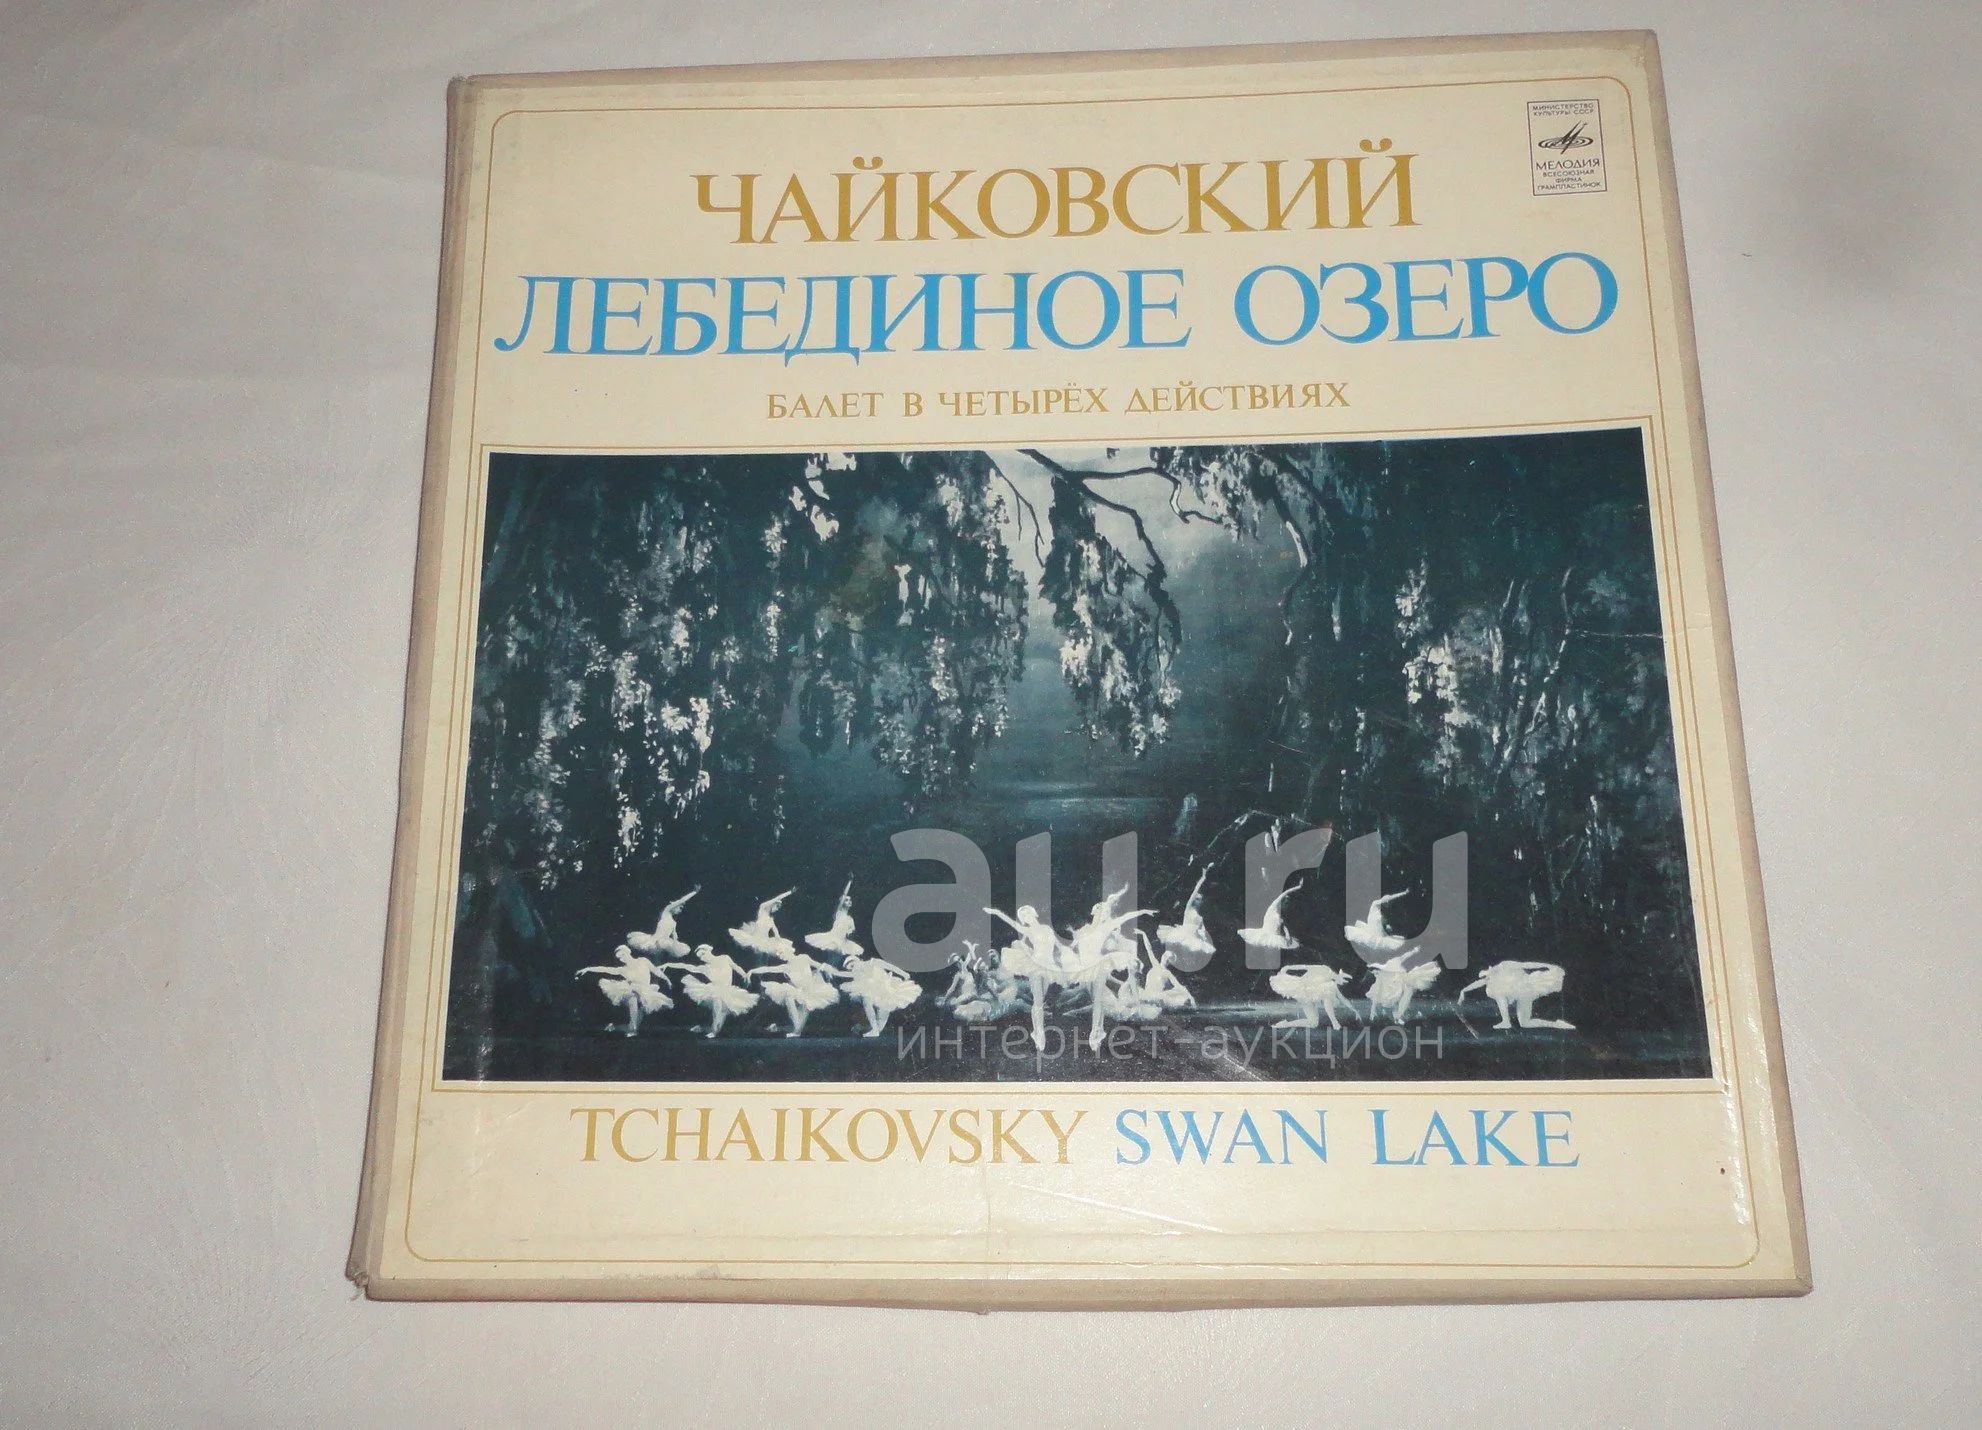 МИНИСТЕРСТВО
КУЛЬТУРЫ СССР
МЕЛОДИЯ
ВСЕСОЮЗНАЯ
ФИРМА
ГРАМПЛАСТИНОК
ЧАЙКОВСКИЙ
ЛЕБЕДИНОЕ ОЗЕРО
БАЛЕТ В ЧЕТЫРЁХ ДЕЙСТВИЯХ
au.ru
интернет-аукцион
TCHAIKOVSKY SWAN LAKE